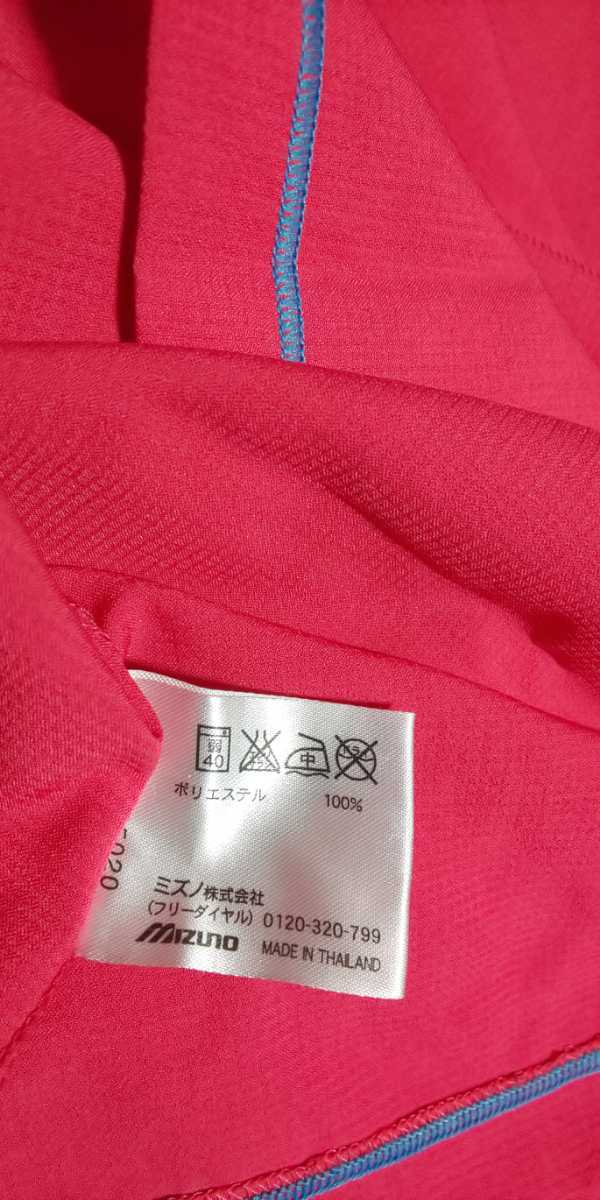 弱 中
40
ポリエステル 100%
ミズノ株式会社
(フリーダイヤル) 0120-320-799
MIZUNO MADE IN THAILAND